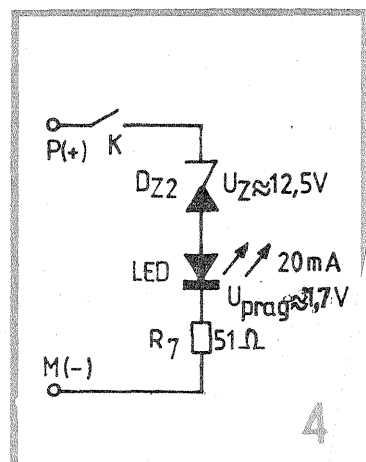 P(+) K
DZ2 UZ≈12,5V
LED 20mA
Uprag≈1,7V
R7 51Ω
M(-)
4